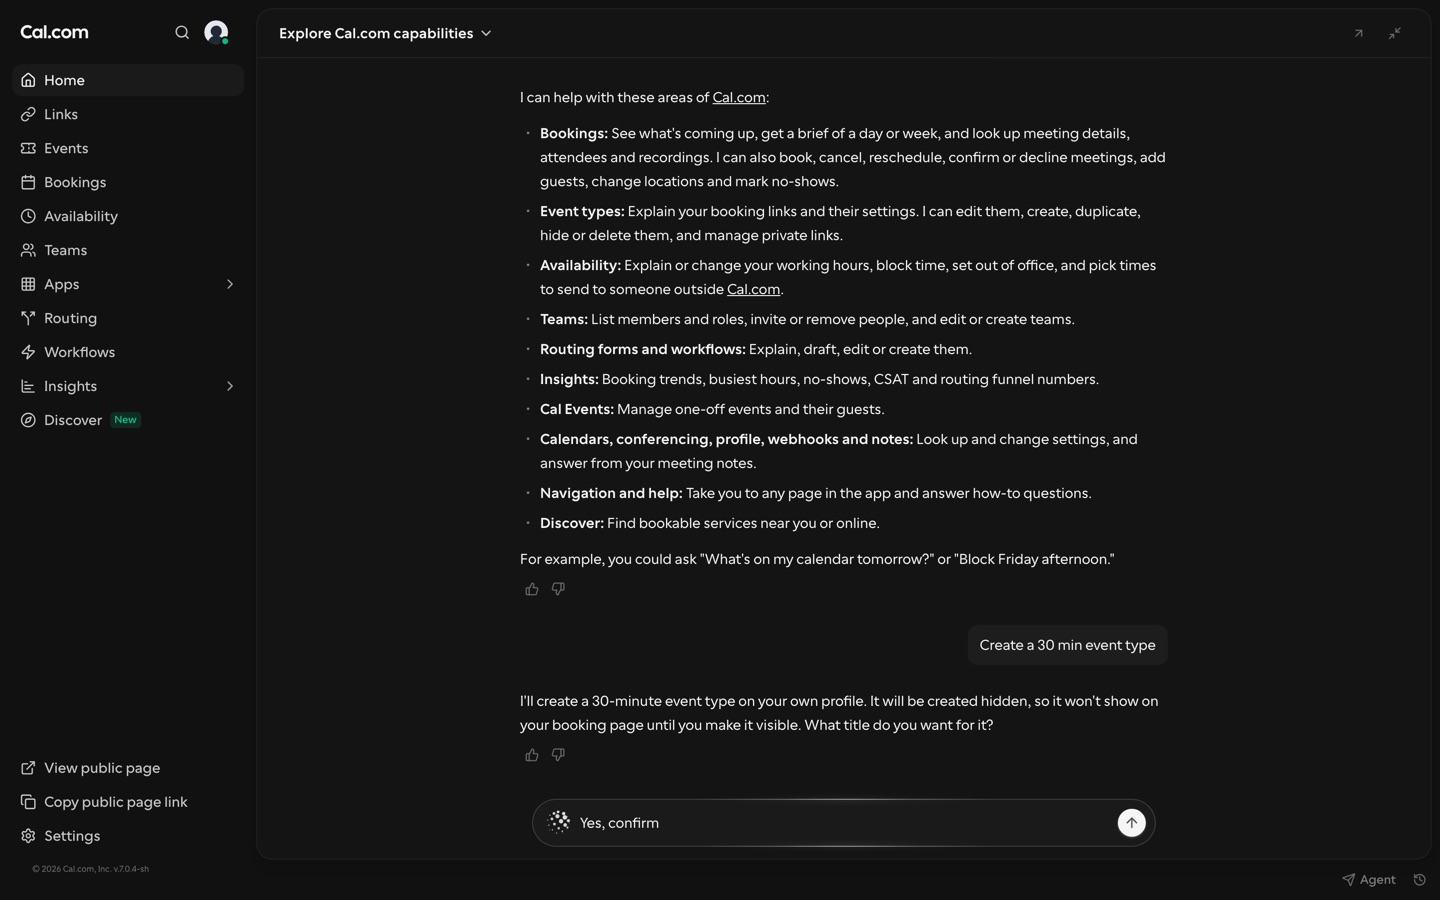 Cal.com
Home
Links
Events
Bookings
Availability
Teams
Apps
Routing
Workflows
Insights
Discover New
View public page
Copy public page link
Settings
© 2026 Cal.com, Inc. v.7.0.4-sh
Explore Cal.com capabilities
I can help with these areas of Cal.com:
· Bookings: See what's coming up, get a brief of a day or week, and look up meeting details,
attendees and recordings. I can also book, cancel, reschedule, confirm or decline meetings, add
guests, change locations and mark no-shows.
· Event types: Explain your booking links and their settings. I can edit them, create, duplicate,
hide or delete them, and manage private links.
· Availability: Explain or change your working hours, block time, set out of office, and pick times
to send to someone outside Cal.com.
· Teams: List members and roles, invite or remove people, and edit or create teams.
· Routing forms and workflows: Explain, draft, edit or create them.
· Insights: Booking trends, busiest hours, no-shows, CSAT and routing funnel numbers.
· Cal Events: Manage one-off events and their guests.
· Calendars, conferencing, profile, webhooks and notes: Look up and change settings, and
answer from your meeting notes.
· Navigation and help: Take you to any page in the app and answer how-to questions.
· Discover: Find bookable services near you or online.
For example, you could ask "What's on my calendar tomorrow?" or "Block Friday afternoon."
Create a 30 min event type
I'll create a 30-minute event type on your own profile. It will be created hidden, so it won't show on
your booking page until you make it visible. What title do you want for it?
Yes, confirm
Agent